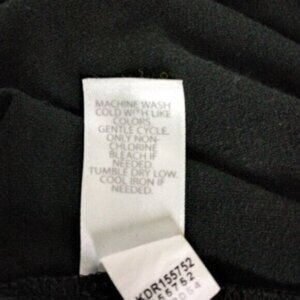 MACHINE WASH
COLD WITH LIKE
COLORS.
GENTLE CYCLE.
ONLY NON-
CHLORINE
BLEACH IF
NEEDED.
TUMBLE DRY LOW.
COOL IRON IF
NEEDED.
KDR155752